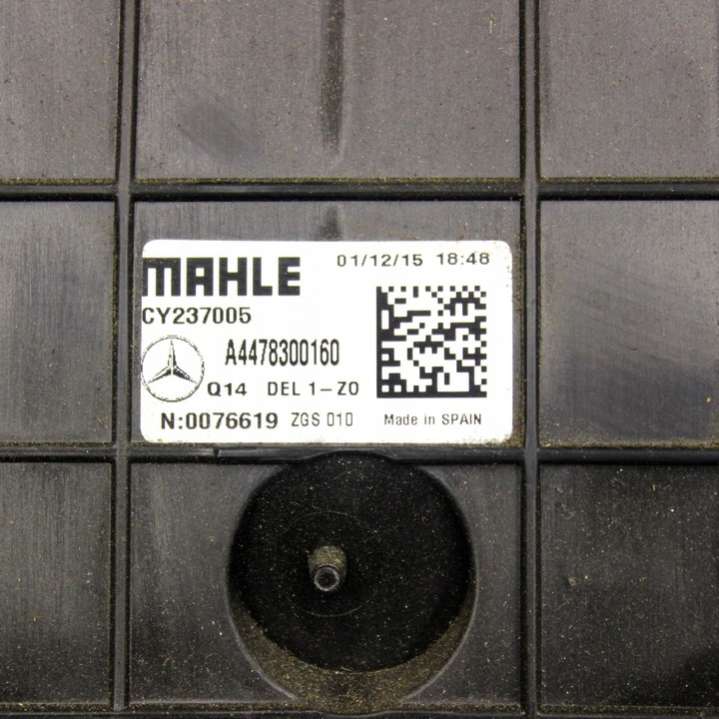 MAHLE 01/12/15 18:48
CY237005
A4478300160
Q14 DEL 1-Z0
N:0076619 ZGS 010 Made in SPAIN